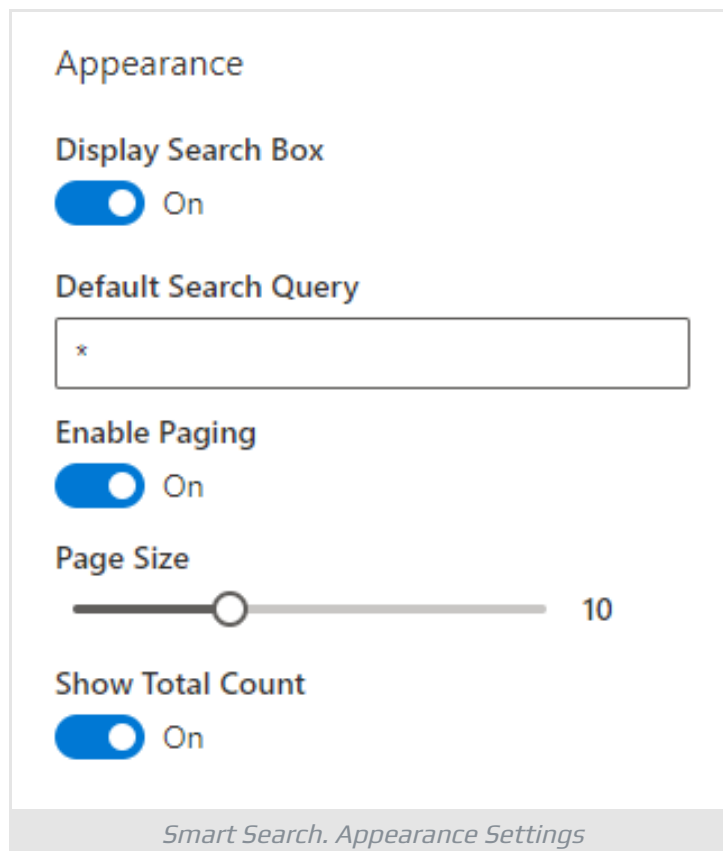 Appearance
Display Search Box
On
Default Search Query
*
Enable Paging
On
Page Size
10
Show Total Count
On
Smart Search. Appearance Settings